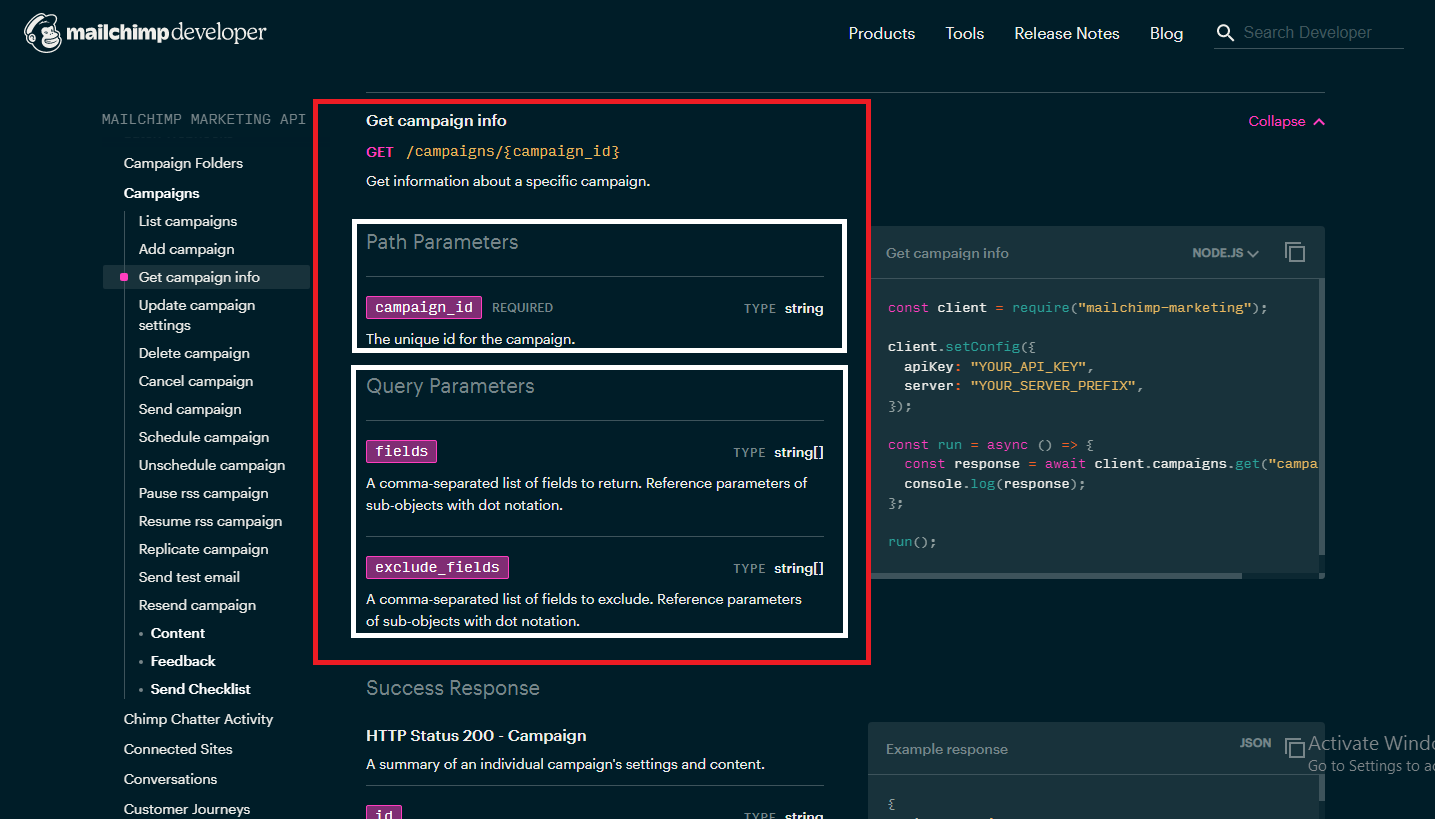 mailchimp developer
Products Tools Release Notes Blog Search Developer
MAILCHIMP MARKETING API
Campaign Folders
Campaigns
List campaigns
Add campaign
Get campaign info
Update campaign
settings
Delete campaign
Cancel campaign
Send campaign
Schedule campaign
Unschedule campaign
Pause rss campaign
Resume rss campaign
Replicate campaign
Send test email
Resend campaign
• Content
• Feedback
• Send Checklist
Chimp Chatter Activity
Connected Sites
Conversations
Customer Journeys
Get campaign info
Collapse
GET /campaigns/{campaign_id}
Get information about a specific campaign.
Path Parameters
campaign_id REQUIRED TYPE string
The unique id for the campaign.
Query Parameters
fields TYPE string[]
A comma-separated list of fields to return. Reference parameters of
sub-objects with dot notation.
exclude_fields TYPE string[]
A comma-separated list of fields to exclude. Reference parameters
of sub-objects with dot notation.
Get campaign info NODE.JS
const client = require("mailchimp-marketing");
client.setConfig({
apiKey: "YOUR_API_KEY",
server: "YOUR_SERVER_PREFIX",
});
const run = async () => {
const response = await client.campaigns.get("campa
console.log(response);
};
run();
Success Response
HTTP Status 200 - Campaign
A summary of an individual campaign's settings and content.
id TYPE string
Example response JSON
{
Activate Windo
Go to Settings to ac